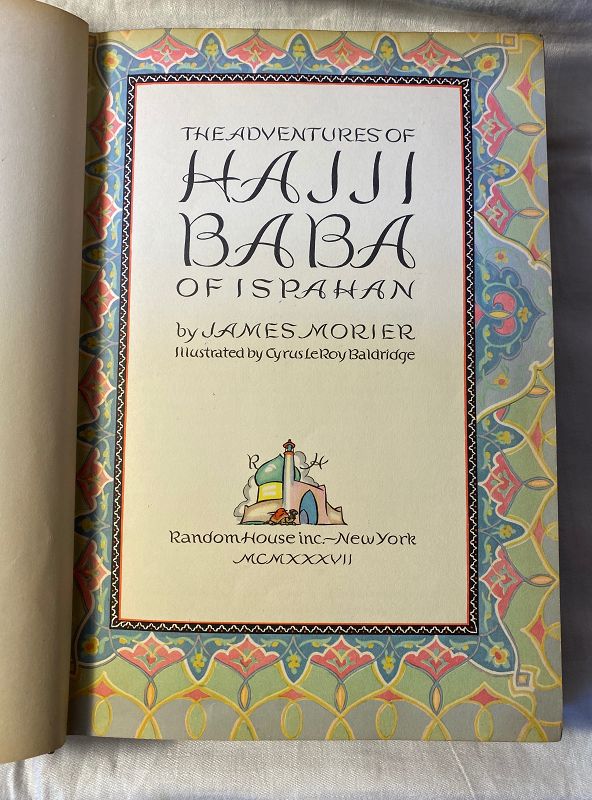 THE ADVENTURES OF
HAJJI
BABA
OF ISPAHAN
by JAMES MORIER
Illustrated by Cyrus LeRoy Baldridge
R H
Random House inc.~New York
MCMXXXVII